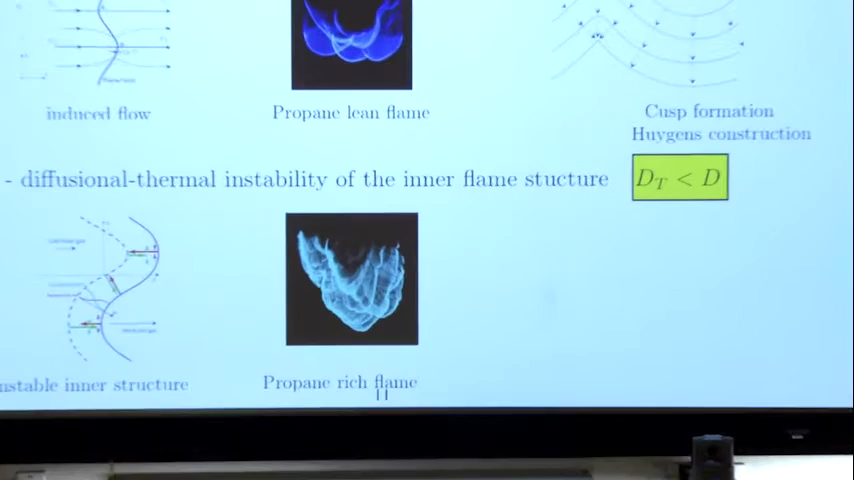 induced flow
Propane lean flame
Cusp formation
Huygens construction
- diffusional-thermal instability of the inner flame stucture
D_T < D
nstable inner structure
Propane rich flame